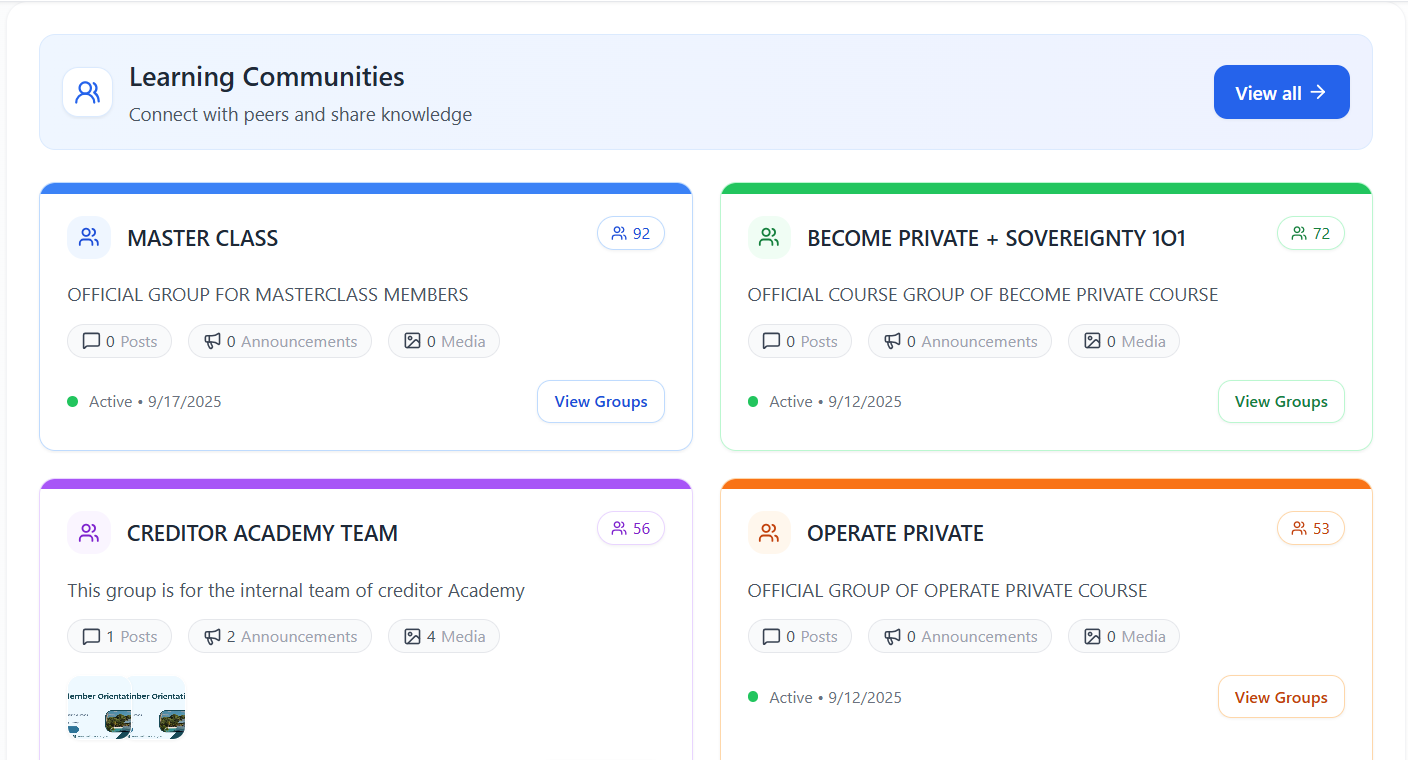 Learning Communities
Connect with peers and share knowledge
View all
MASTER CLASS
92
OFFICIAL GROUP FOR MASTERCLASS MEMBERS
0 Posts
0 Announcements
0 Media
Active • 9/17/2025
View Groups
BECOME PRIVATE + SOVEREIGNTY 1O1
72
OFFICIAL COURSE GROUP OF BECOME PRIVATE COURSE
0 Posts
0 Announcements
0 Media
Active • 9/12/2025
View Groups
CREDITOR ACADEMY TEAM
56
This group is for the internal team of creditor Academy
1 Posts
2 Announcements
4 Media
OPERATE PRIVATE
53
OFFICIAL GROUP OF OPERATE PRIVATE COURSE
0 Posts
0 Announcements
0 Media
Active • 9/12/2025
View Groups